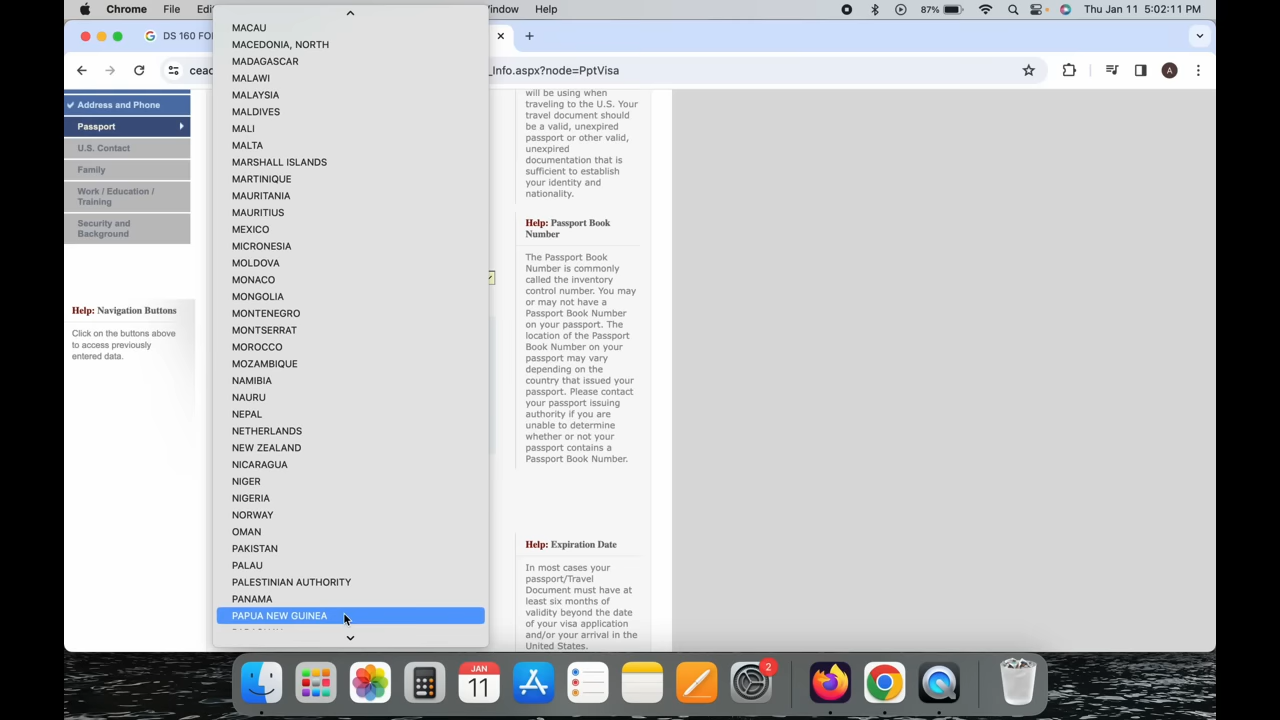 Chrome File Edi ndow Help 87% Thu Jan 11 5:02:11 PM
DS 160 FO
ceac _Info.aspx?node=PptVisa A
Address and Phone
Passport
U.S. Contact
Family
Work / Education /
Training
Security and
Background
Help: Navigation Buttons
Click on the buttons above
to access previously
entered data.
MACAU
MACEDONIA, NORTH
MADAGASCAR
MALAWI
MALAYSIA
MALDIVES
MALI
MALTA
MARSHALL ISLANDS
MARTINIQUE
MAURITANIA
MAURITIUS
MEXICO
MICRONESIA
MOLDOVA
MONACO
MONGOLIA
MONTENEGRO
MONTSERRAT
MOROCCO
MOZAMBIQUE
NAMIBIA
NAURU
NEPAL
NETHERLANDS
NEW ZEALAND
NICARAGUA
NIGER
NIGERIA
NORWAY
OMAN
PAKISTAN
PALAU
PALESTINIAN AUTHORITY
PANAMA
PAPUA NEW GUINEA
will be using when
traveling to the U.S. Your
travel document should
be a valid, unexpired
passport or other valid,
unexpired
documentation that is
sufficient to establish
your identity and
nationality.
Help: Passport Book
Number
The Passport Book
Number is commonly
called the inventory
control number. You may
or may not have a
Passport Book Number
on your passport. The
location of the Passport
Book Number on your
passport may vary
depending on the
country that issued your
passport. Please contact
your passport issuing
authority if you are
unable to determine
whether or not your
passport contains a
Passport Book Number.
Help: Expiration Date
In most cases your
passport/Travel
Document must have at
least six months of
validity beyond the date
of your visa application
and/or your arrival in the
United States.
JAN
11
2